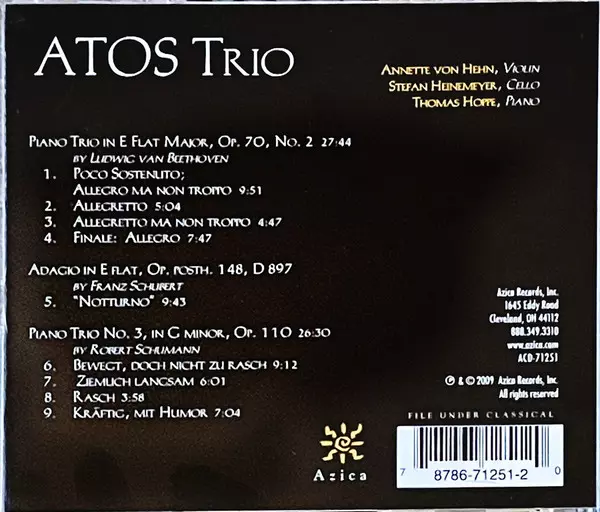 ATOS TRIO
ANNETTE VON HEHN, VIOLIN
STEFAN HEINEMEYER, CELLO
THOMAS HOPPE, PIANO
PIANO TRIO IN E FLAT MAJOR, OP. 70, NO. 2 27:44
BY LUDWIG VAN BEETHOVEN
1. POCO SOSTENUTO;
ALLEGRO MA NON TROPPO 9:51
2. ALLEGRETTO 5:04
3. ALLEGRETTO MA NON TROPPO 4:47
4. FINALE: ALLEGRO 7:47
ADAGIO IN E FLAT, OP. POSTH. 148, D 897
BY FRANZ SCHUBERT
5. "NOTTURNO" 9:43
PIANO TRIO NO. 3, IN G MINOR, OP. 110 26:30
BY ROBERT SCHUMANN
6. BEWEGT, DOCH NICHT ZU RASCH 9:12
7. ZIEMLICH LANGSAM 6:01
8. RASCH 3:58
9. KRÄFTIG, MIT HUMOR 7:04
Azica Records, Inc.
1645 Eddy Road
Cleveland, OH 44112
888.349.3310
www.azica.com
ACD-71251
℗ & © 2009 Azica Records, Inc.
All rights reserved
FILE UNDER CLASSICAL
Azica
7 8786-71251-2 0